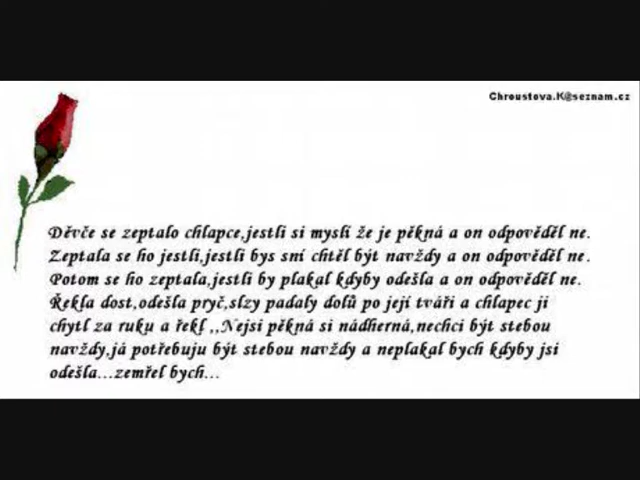 Chroustova.K@seznam.cz
Děvče se zeptalo chlapce,jestli si myslí že je pěkná a on odpověděl ne.
Zeptala se ho jestli,jestli bys sní chtěl být navždy a on odpověděl ne.
Potom se ho zeptala,jestli by plakal kdyby odešla a on odpověděl ne.
Řekla dost,odešla pryč,slzy padaly dolů po její tváři a chlapec ji
chytl za ruku a řekl ,,Nejsi pěkná si nádherná,nechci být stebou
navždy,já potřebuju být stebou navždy a neplakal bych kdyby jsi
odešla...zemřel bych...